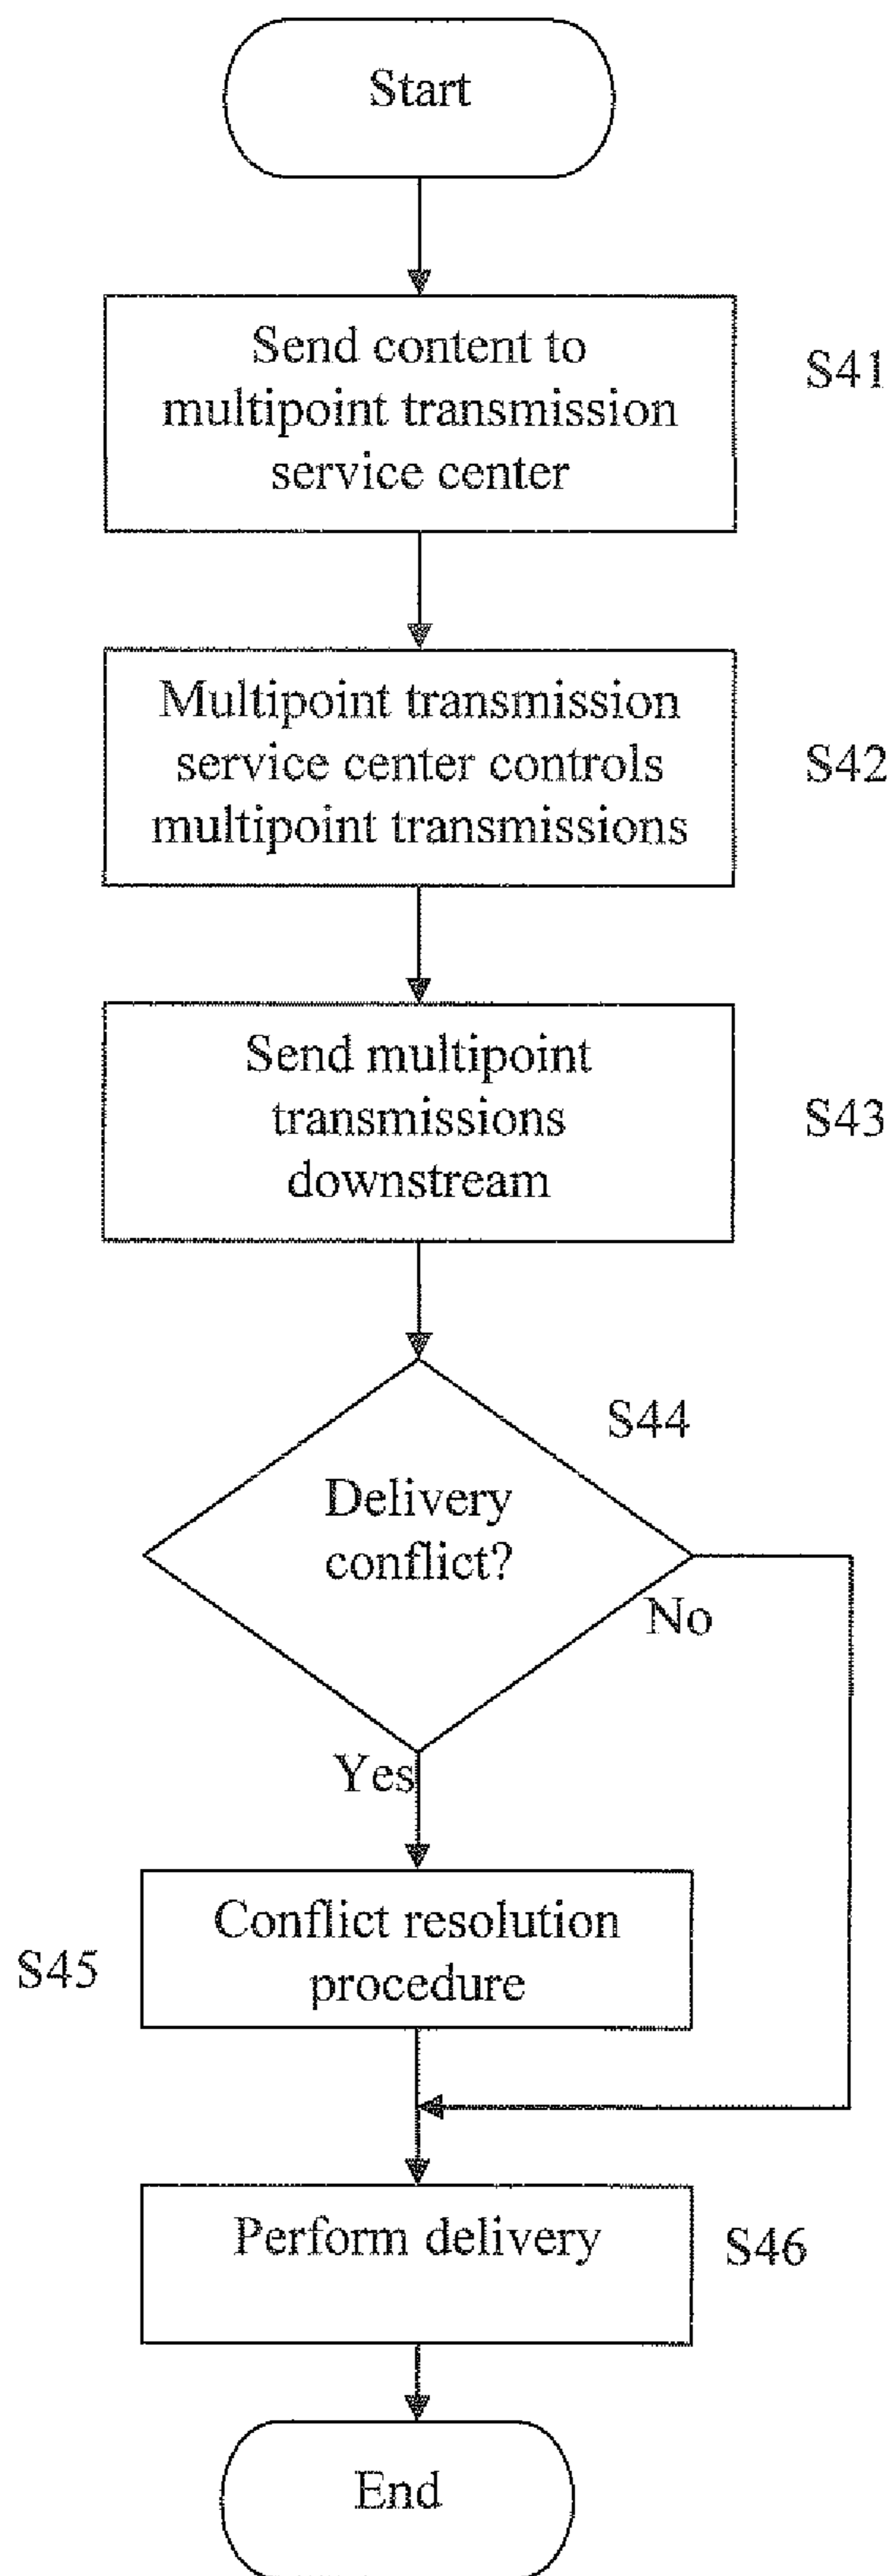 Start
Send content to
multipoint transmission
service center
S41
Multipoint transmission
service center controls
multipoint transmissions
S42
Send multipoint
transmissions
downstream
S43
S44
Delivery
conflict?
No
Yes
Conflict resolution
procedure
S45
Perform delivery
S46
End